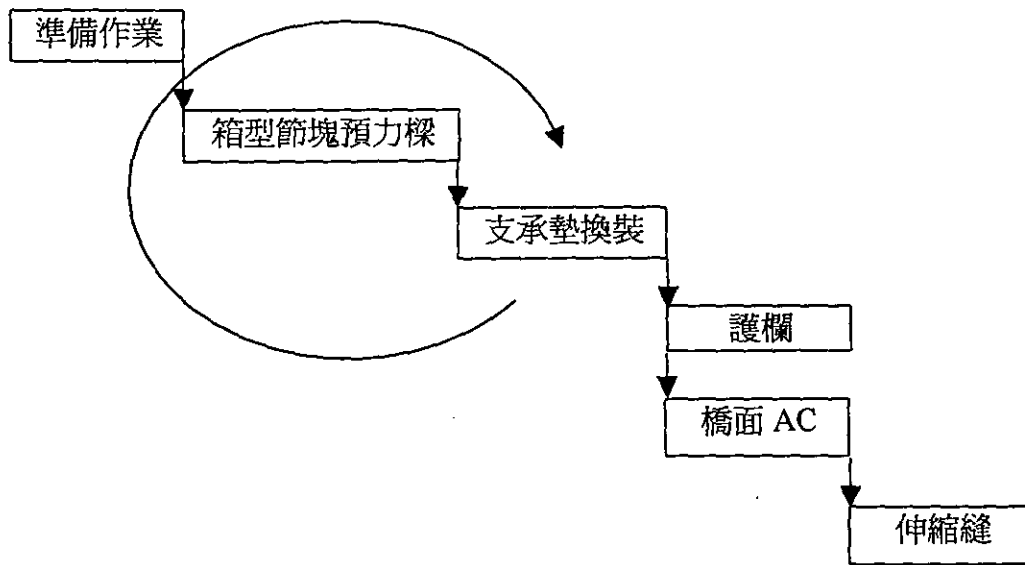 準備作業
箱型節塊預力樑
支承墊換裝
護欄
橋面 AC
伸縮縫